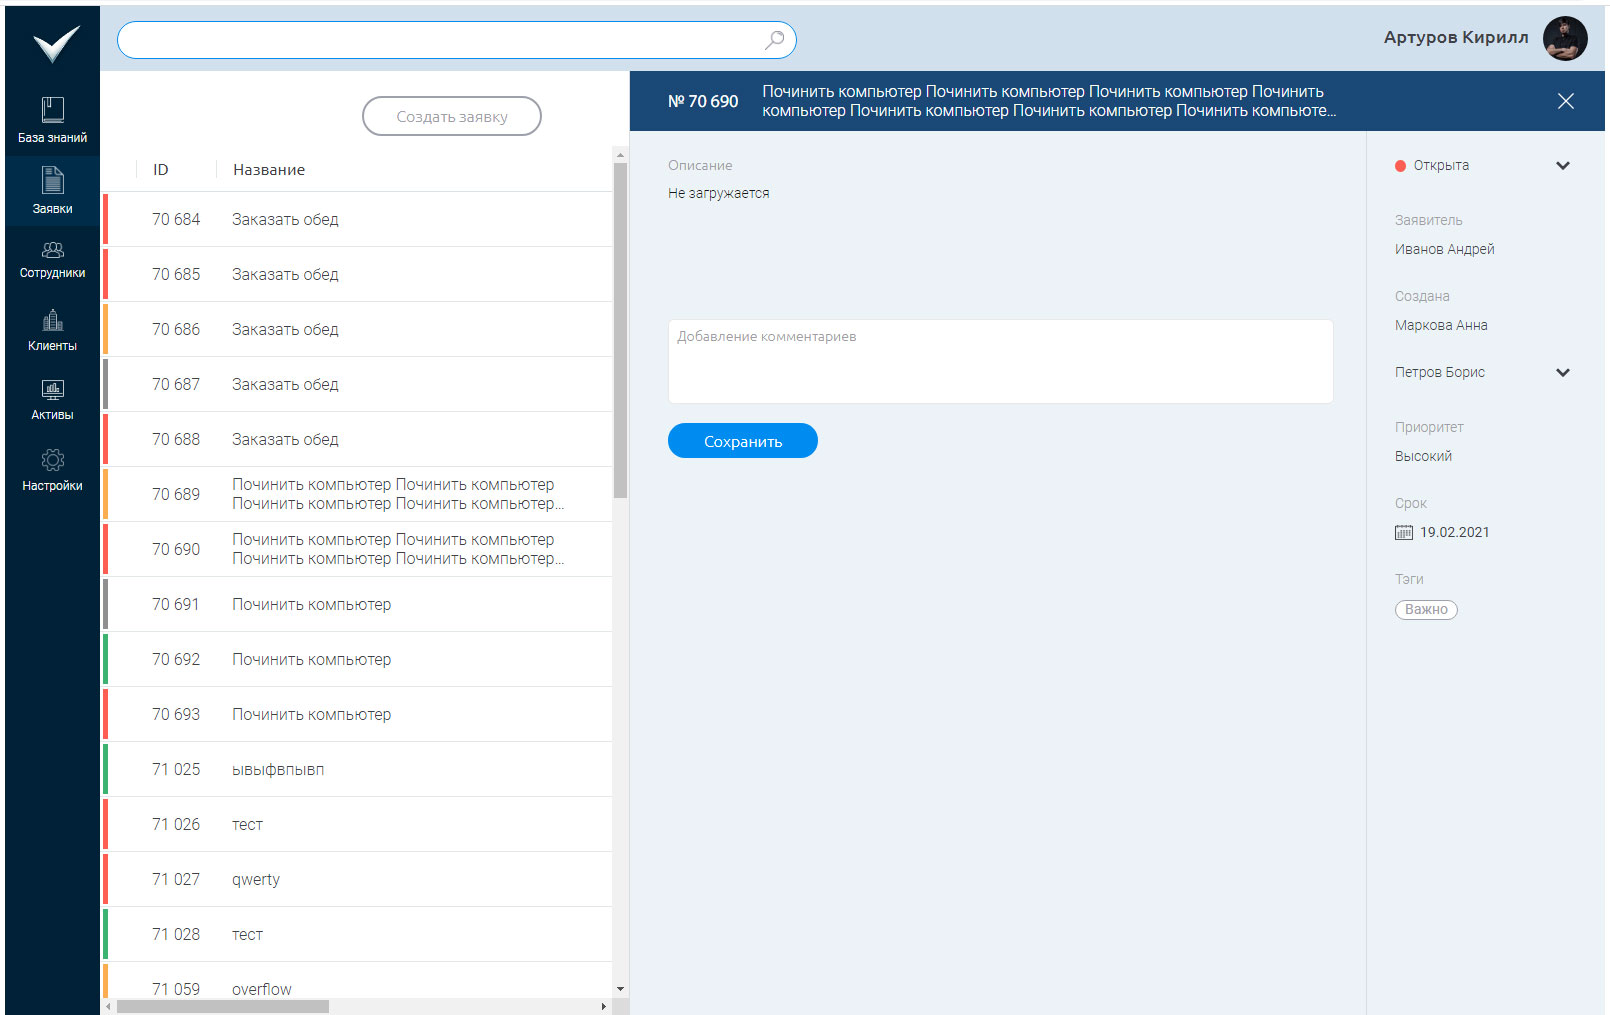 Артуров Кирилл
База знаний
Заявки
Сотрудники
Клиенты
Активы
Настройки
Создать заявку
ID Название
70 684 Заказать обед
70 685 Заказать обед
70 686 Заказать обед
70 687 Заказать обед
70 688 Заказать обед
70 689 Починить компьютер Починить компьютер
Починить компьютер Починить компьютер...
70 690 Починить компьютер Починить компьютер
Починить компьютер Починить компьютер...
70 691 Починить компьютер
70 692 Починить компьютер
70 693 Починить компьютер
71 025 ывыфвпывп
71 026 тест
71 027 qwerty
71 028 тест
71 059 overflow
№ 70 690 Починить компьютер Починить компьютер Починить компьютер Починить
компьютер Починить компьютер Починить компьютер Починить компьюте...
Описание
Не загружается
Добавление комментариев
Сохранить
Открыта
Заявитель
Иванов Андрей
Создана
Маркова Анна
Петров Борис
Приоритет
Высокий
Срок
19.02.2021
Тэги
Важно